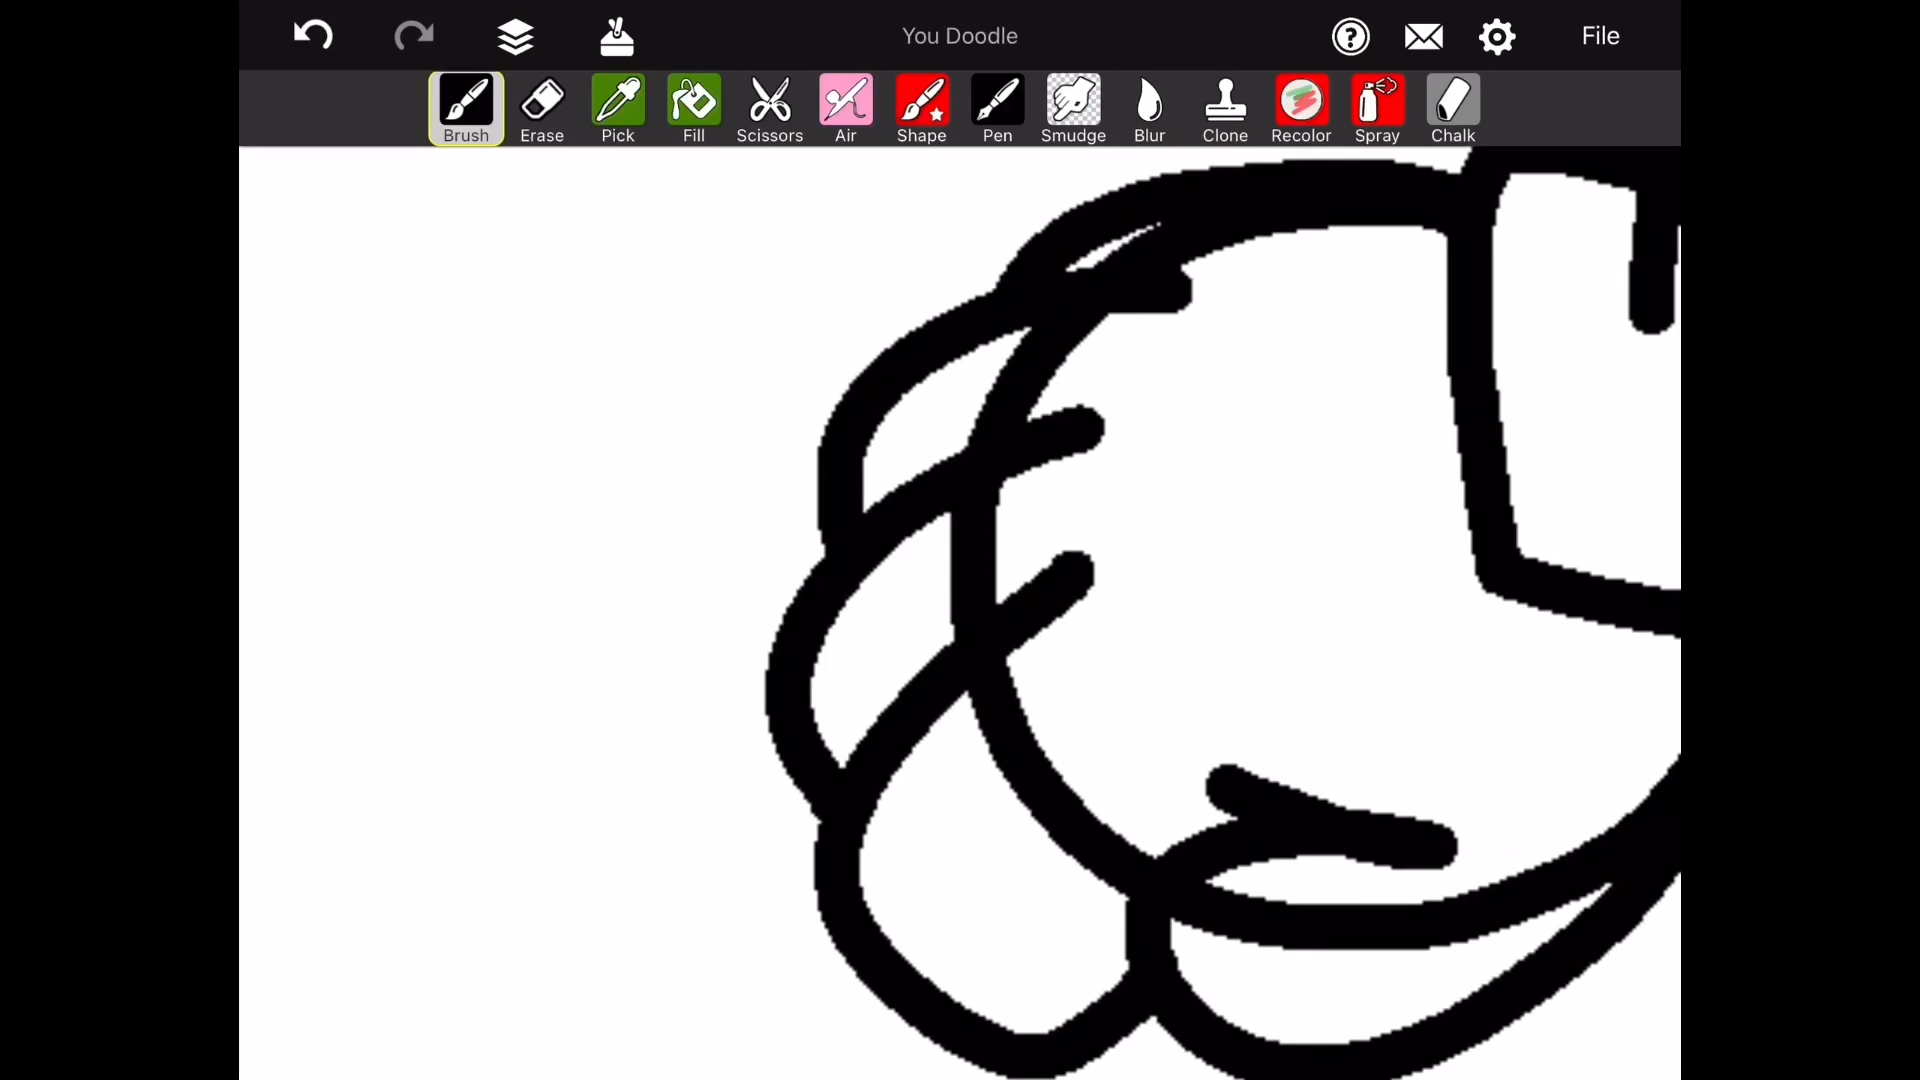 You Doodle
File
Brush Erase Pick Fill Scissors Air Shape Pen Smudge Blur Clone Recolor Spray Chalk